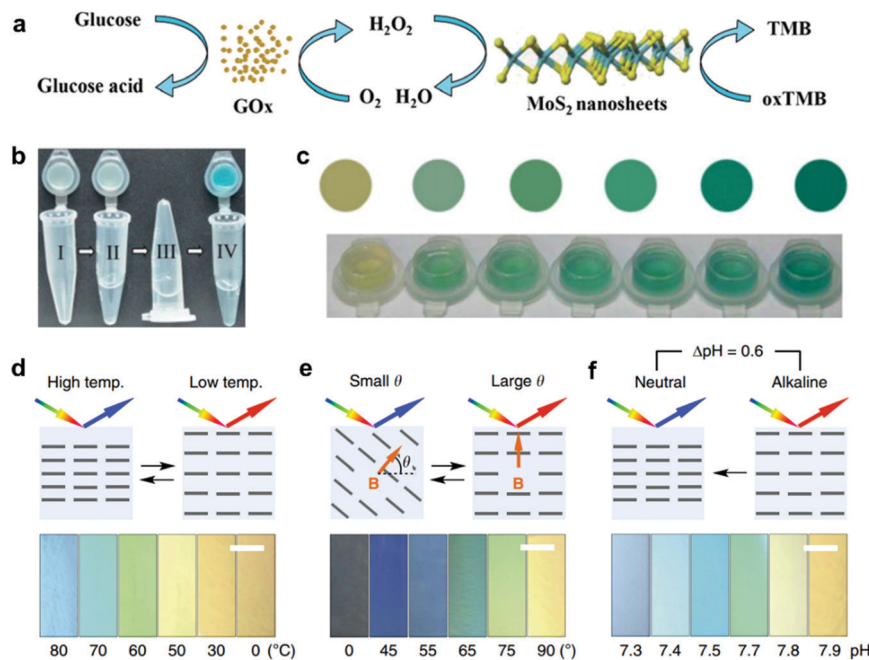 a
Glucose
H2O2
TMB
Glucose acid
GOx
O2 H2O
MoS2 nanosheets
oxTMB
b
I
II
III
IV
c
d
High temp.
Low temp.
80 70 60 50 30 0 (°C)
e
Small θ
Large θ
θ
B
B
0 45 55 65 75 90 (°)
f
ΔpH = 0.6
Neutral
Alkaline
7.3 7.4 7.5 7.7 7.8 7.9 pH